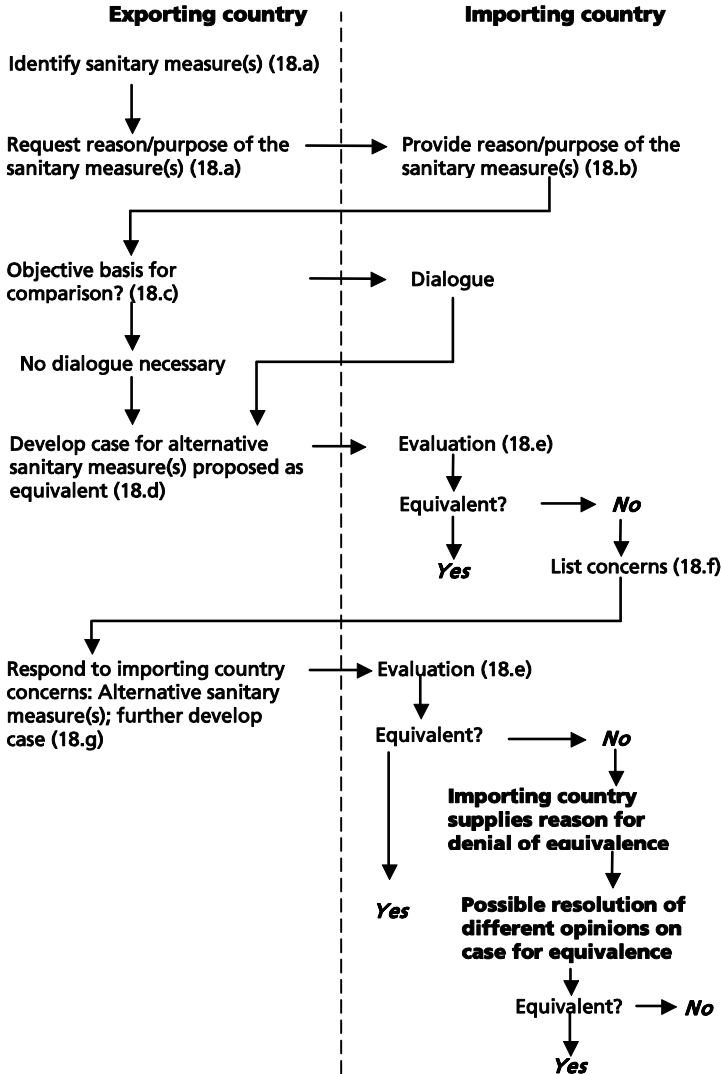 Exporting country
Importing country
Identify sanitary measure(s) (18.a)
Request reason/purpose of the
sanitary measure(s) (18.a)
Provide reason/purpose of the
sanitary measure(s) (18.b)
Objective basis for
comparison? (18.c)
Dialogue
No dialogue necessary
Develop case for alternative
sanitary measure(s) proposed as
equivalent (18.d)
Evaluation (18.e)
Equivalent?
No
Yes
List concerns (18.f)
Respond to importing country
concerns: Alternative sanitary
measure(s); further develop
case (18.g)
Evaluation (18.e)
Equivalent?
No
Importing country
supplies reason for
denial of equivalence
Yes
Possible resolution of
different opinions on
case for equivalence
Equivalent?
No
Yes